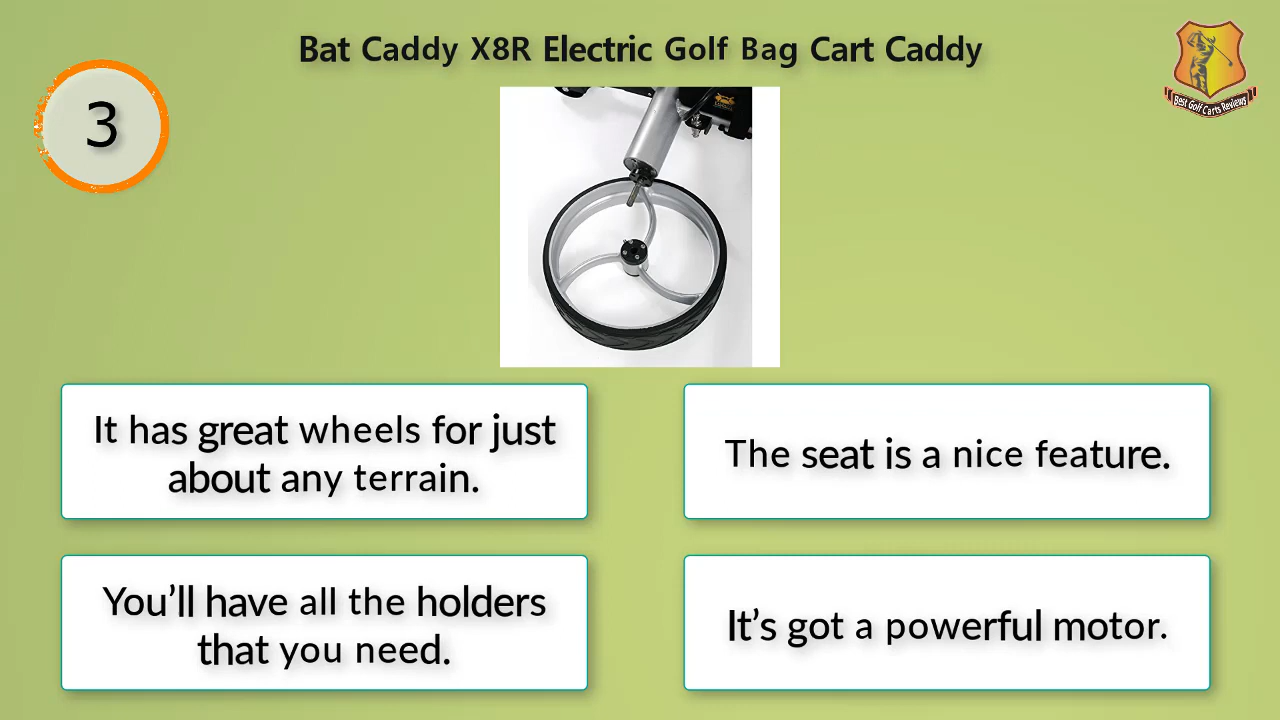 Bat Caddy X8R Electric Golf Bag Cart Caddy
3
Best Golf Carts Reviews
It has great wheels for just
about any terrain.
The seat is a nice feature.
You’ll have all the holders
that you need.
It’s got a powerful motor.